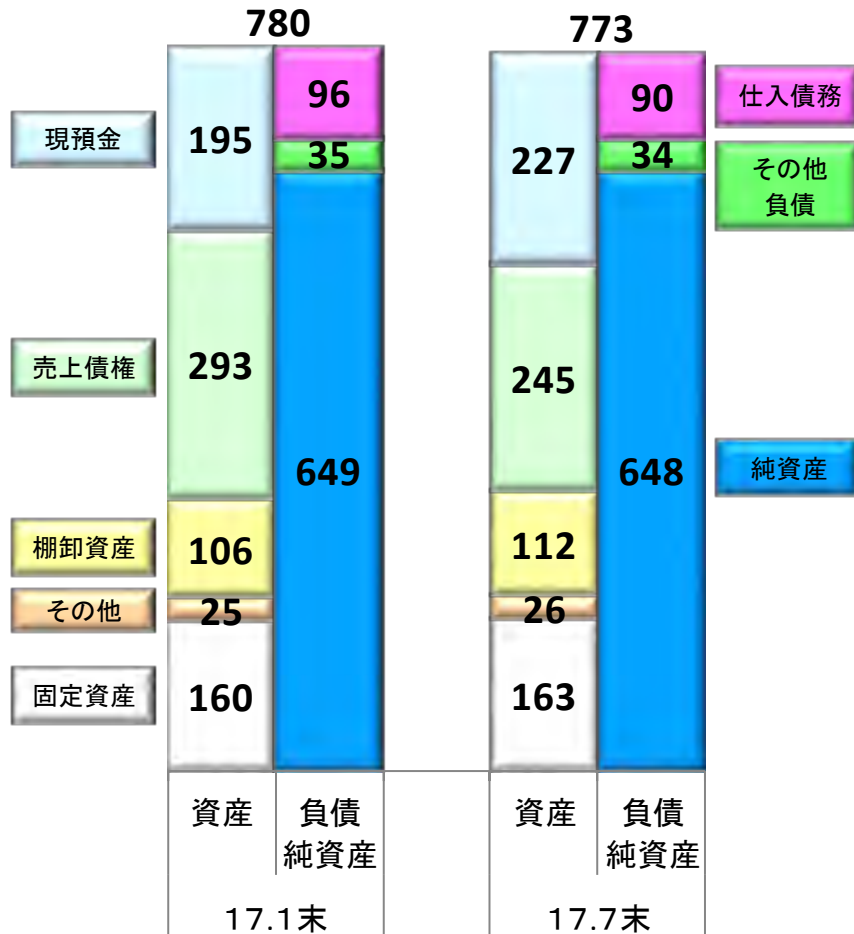 780
773
現預金
195
96
227
90
仕入債務
35
34
その他
負債
売上債権
293
649
245
648
純資産
棚卸資産
106
112
その他
25
26
固定資産
160
163
資産
負債
純資産
資産
負債
純資産
17.1末
17.7末